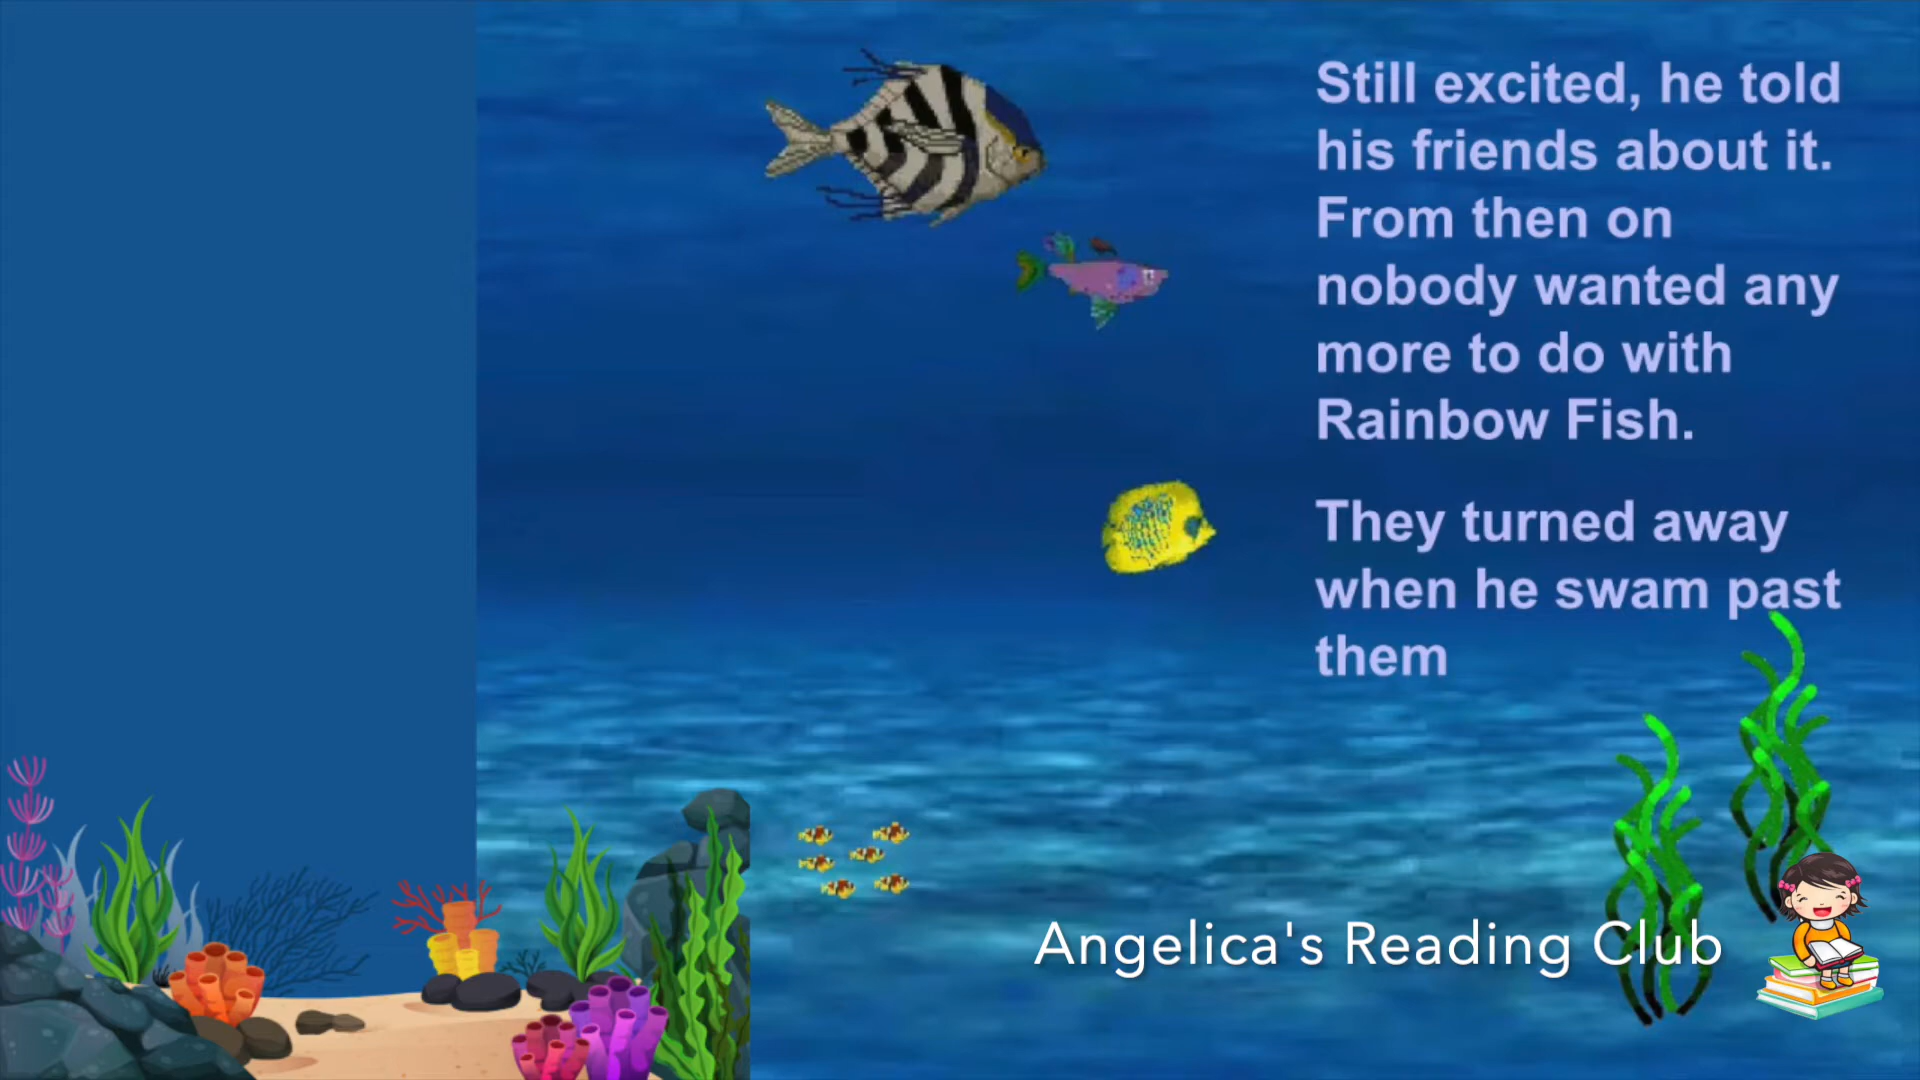 Still excited, he told
his friends about it.
From then on
nobody wanted any
more to do with
Rainbow Fish.
They turned away
when he swam past
them
Angelica's Reading Club